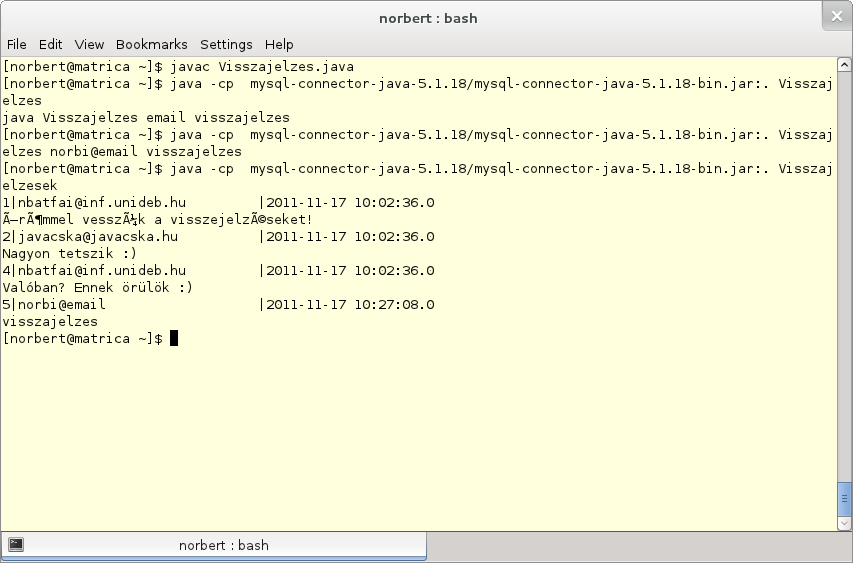 norbert : bash
File Edit View Bookmarks Settings Help
[norbert@matrica ~]$ javac Visszajelzes.java
[norbert@matrica ~]$ java -cp  mysql-connector-java-5.1.18/mysql-connector-java-5.1.18-bin.jar:. Visszaj
elzes
java Visszajelzes email visszajelzes
[norbert@matrica ~]$ java -cp  mysql-connector-java-5.1.18/mysql-connector-java-5.1.18-bin.jar:. Visszaj
elzes norbi@email visszajelzes
[norbert@matrica ~]$ java -cp  mysql-connector-java-5.1.18/mysql-connector-java-5.1.18-bin.jar:. Visszaj
elzesek
1|nbatfai@inf.unideb.hu         |2011-11-17 10:02:36.0
Ã–rÃ¶mmel vesszÃ¼k a visszejelzÃ©seket!
2|javacska@javacska.hu          |2011-11-17 10:02:36.0
Nagyon tetszik :)
4|nbatfai@inf.unideb.hu         |2011-11-17 10:02:36.0
Valóban? Ennek örülök :)
5|norbi@email                   |2011-11-17 10:27:08.0
visszajelzes
[norbert@matrica ~]$
norbert : bash